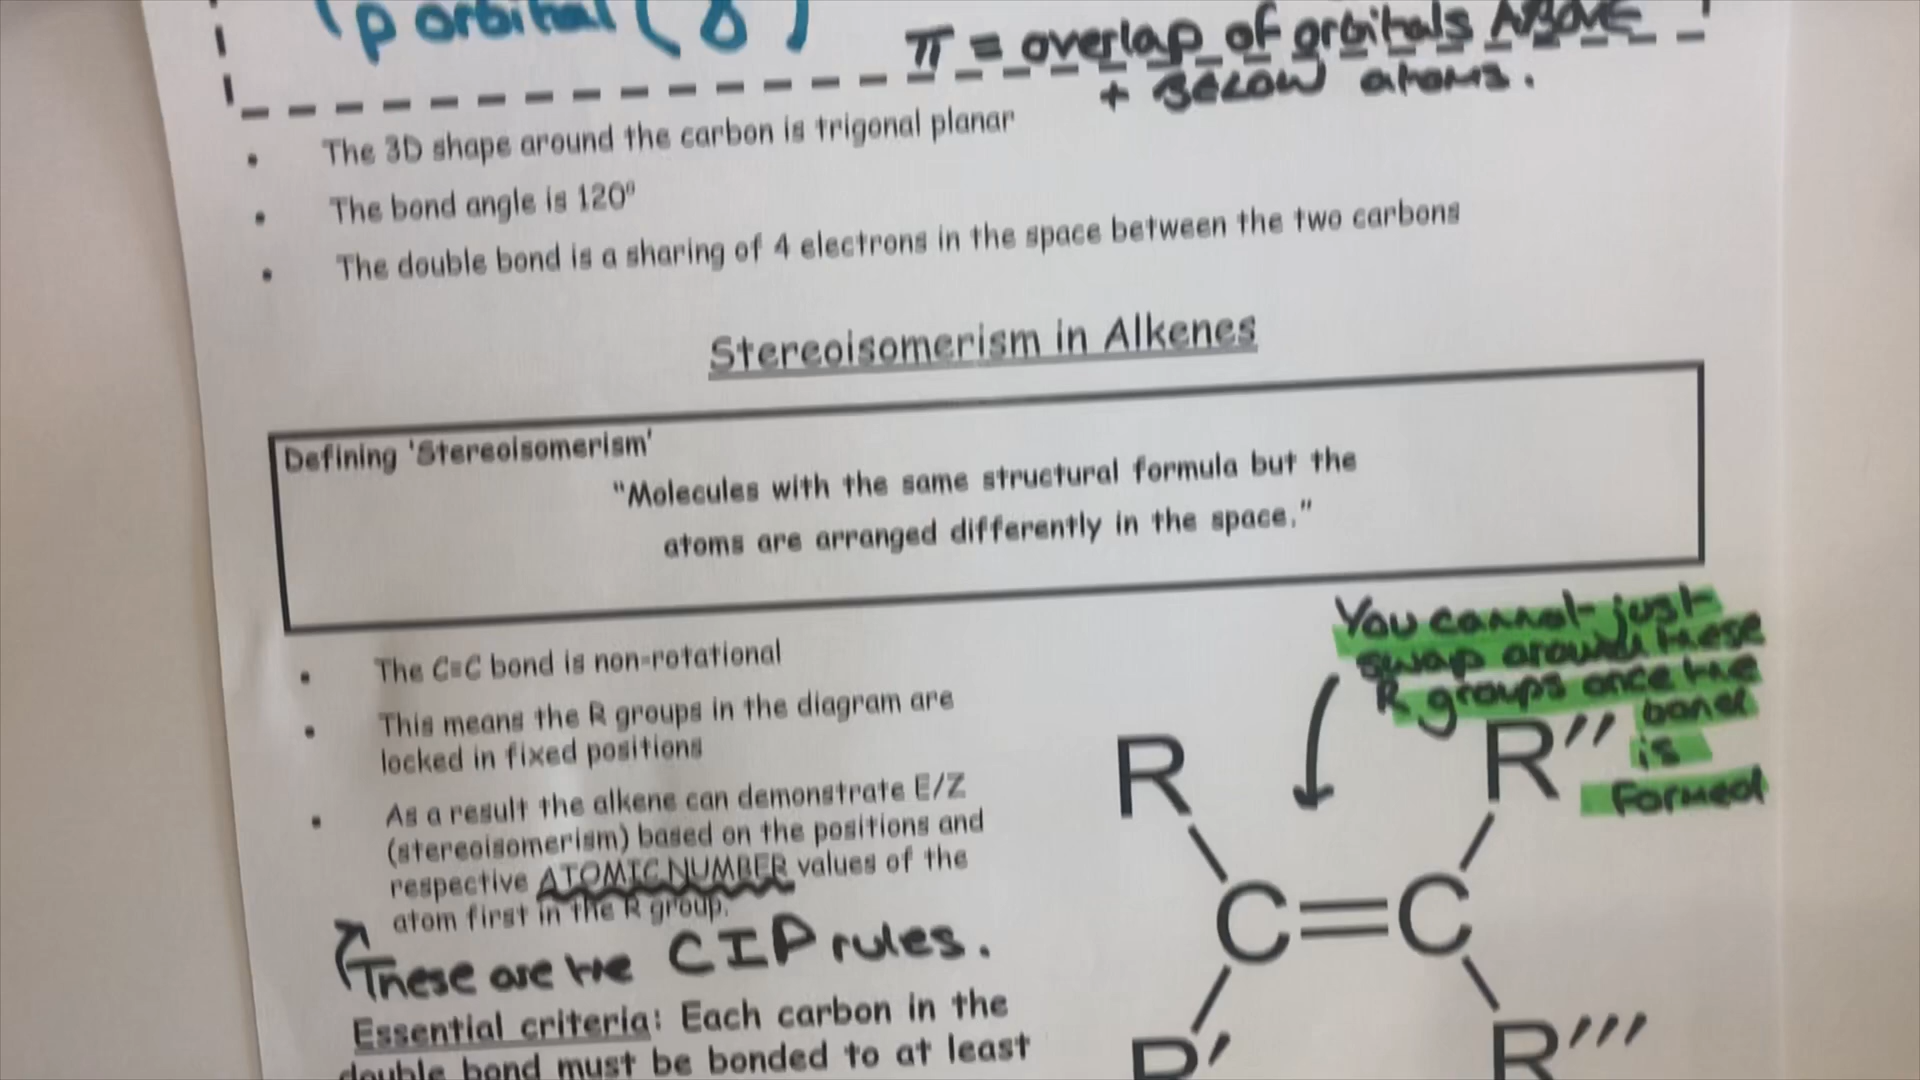 p orbital (8)
π = overlap of orbitals ABOVE
+ BELOW atoms.
• The 3D shape around the carbon is trigonal planar
• The bond angle is 120⁰
• The double bond is a sharing of 4 electrons in the space between the two carbons
Stereoisomerism in Alkenes
Defining 'Stereoisomerism'
"Molecules with the same structural formula but the
atoms are arranged differently in the space."
• The C=C bond is non-rotational
• This means the R groups in the diagram are
locked in fixed positions
• As a result the alkene can demonstrate E/Z
(stereoisomerism) based on the positions and
respective ATOMIC NUMBER values of the
atom first in the R group.
These are the CIP rules.
Essential criteria: Each carbon in the
double bond must be bonded to at least
You cannot just
swap around these
R groups once the
bond
is
formed
R R''
C=C
R' R'''